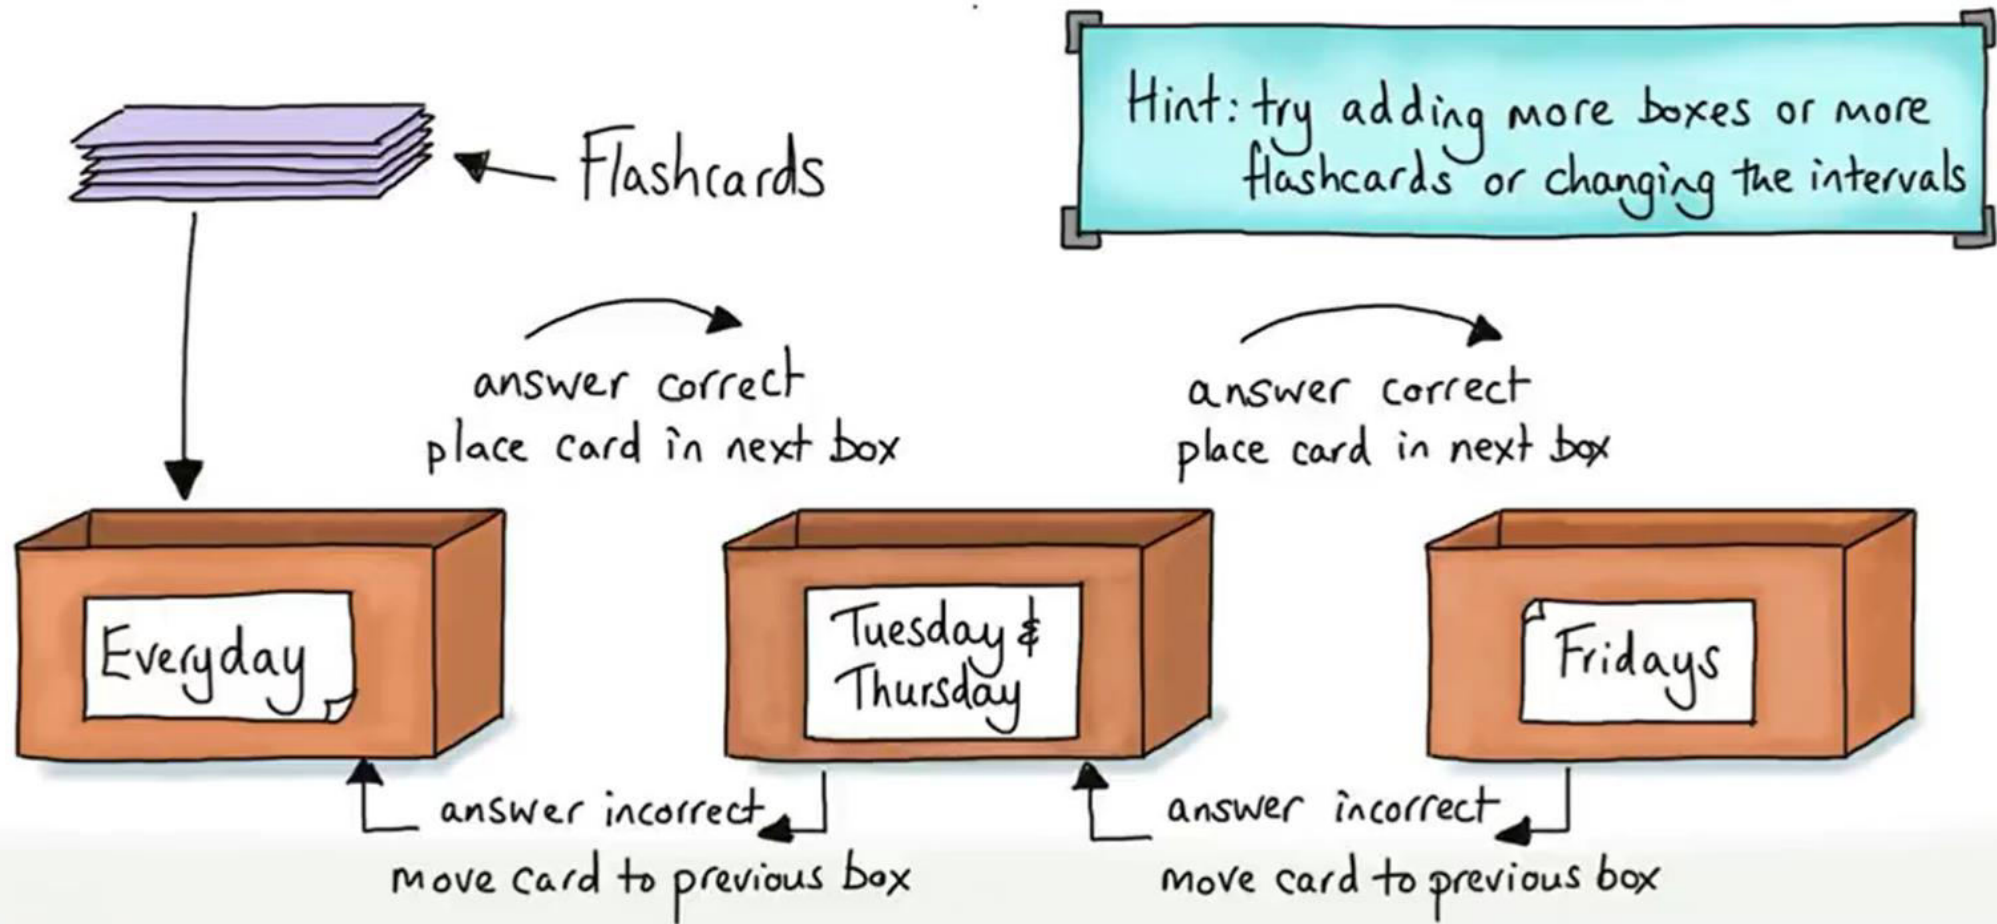 Flashcards
Hint: try adding more boxes or more
flashcards or changing the intervals
answer correct
place card in next box
answer correct
place card in next box
Everyday
Tuesday &
Thursday
Fridays
answer incorrect
move card to previous box
answer incorrect
move card to previous box